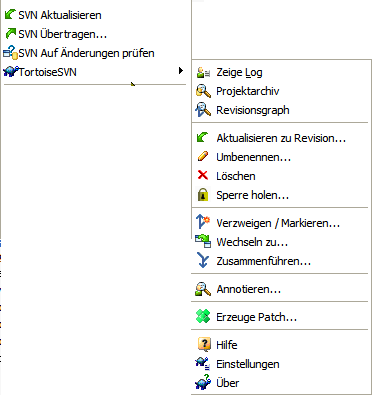 SVN Aktualisieren
SVN Übertragen...
SVN Auf Änderungen prüfen
TortoiseSVN
Zeige Log
Projektarchiv
Revisionsgraph
Aktualisieren zu Revision...
Umbenennen...
Löschen
Sperre holen...
Verzweigen / Markieren...
Wechseln zu...
Zusammenführen...
Annotieren...
Erzeuge Patch...
Hilfe
Einstellungen
Über